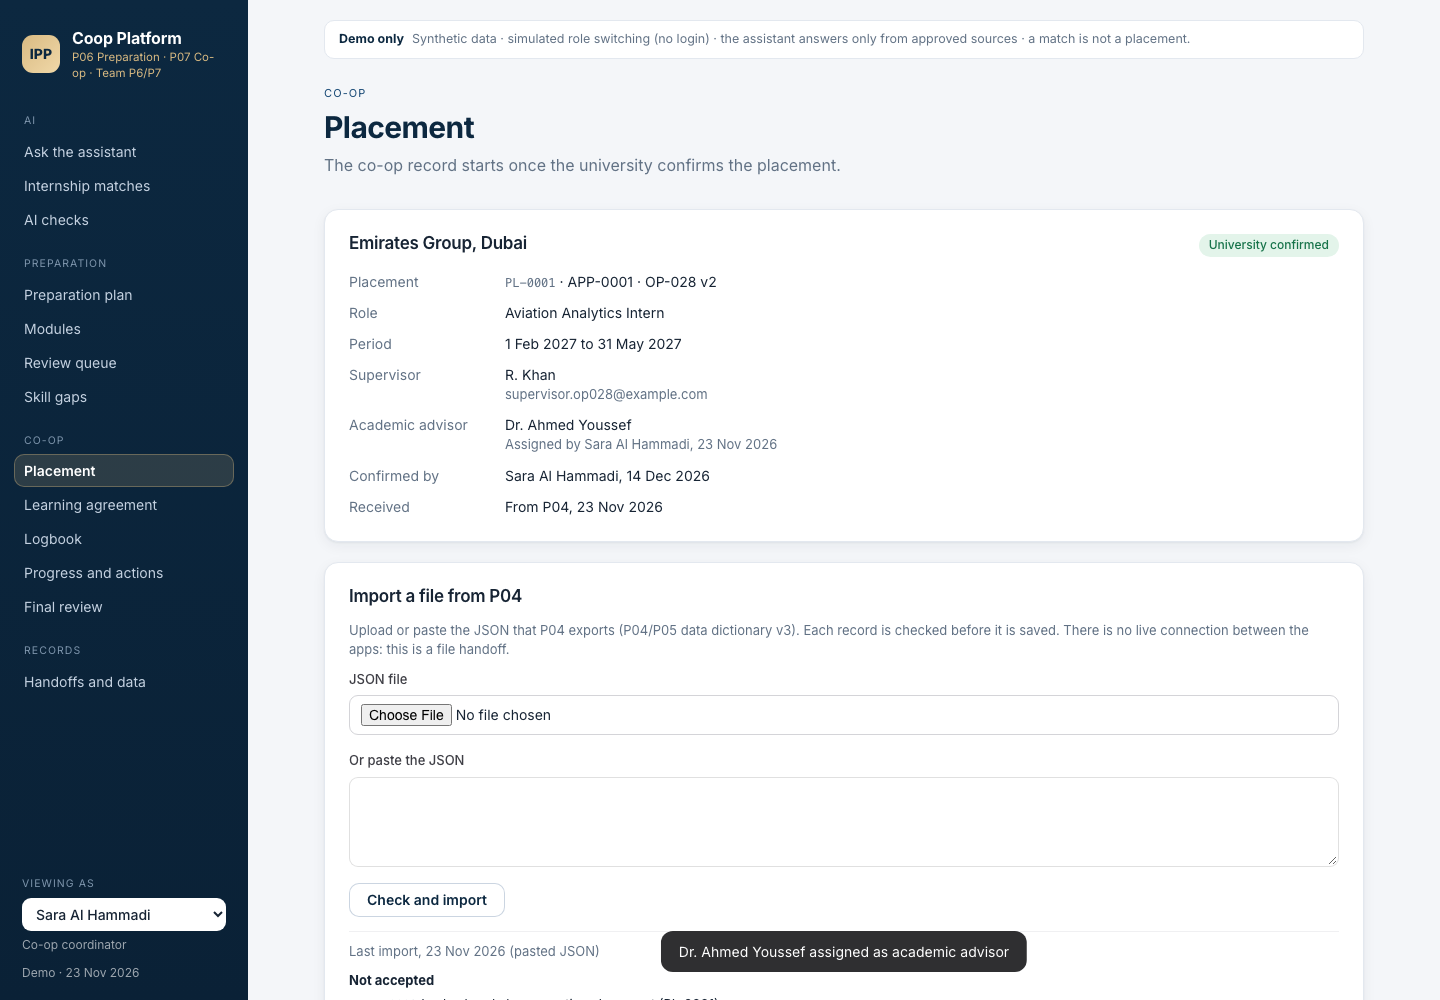 IPP
Coop Platform
P06 Preparation · P07 Co-
op · Team P6/P7
AI
Ask the assistant
Internship matches
AI checks
PREPARATION
Preparation plan
Modules
Review queue
Skill gaps
CO-OP
Placement
Learning agreement
Logbook
Progress and actions
Final review
RECORDS
Handoffs and data
VIEWING AS
Sara Al Hammadi
Co-op coordinator
Demo · 23 Nov 2026
Demo only Synthetic data · simulated role switching (no login) · the assistant answers only from approved sources · a match is not a placement.
CO-OP
Placement
The co-op record starts once the university confirms the placement.
Emirates Group, Dubai
University confirmed
Placement PL-0001 · APP-0001 · OP-028 v2
Role Aviation Analytics Intern
Period 1 Feb 2027 to 31 May 2027
Supervisor R. Khan
supervisor.op028@example.com
Academic advisor Dr. Ahmed Youssef
Assigned by Sara Al Hammadi, 23 Nov 2026
Confirmed by Sara Al Hammadi, 14 Dec 2026
Received From P04, 23 Nov 2026
Import a file from P04
Upload or paste the JSON that P04 exports (P04/P05 data dictionary v3). Each record is checked before it is saved. There is no live connection between the
apps: this is a file handoff.
JSON file
Choose File No file chosen
Or paste the JSON
Check and import
Last import, 23 Nov 2026 (pasted JSON)
Dr. Ahmed Youssef assigned as academic advisor
Not accepted